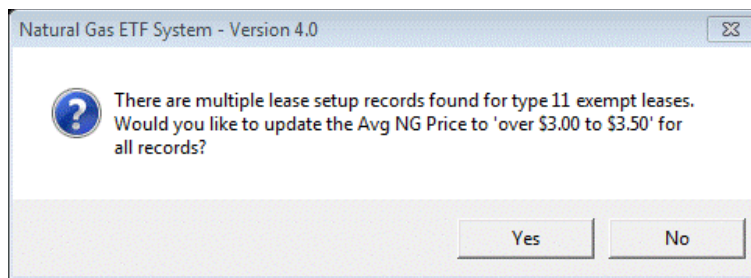 Natural Gas ETF System - Version 4.0
There are multiple lease setup records found for type 11 exempt leases.
Would you like to update the Avg NG Price to 'over $3.00 to $3.50' for
all records?
Yes
No